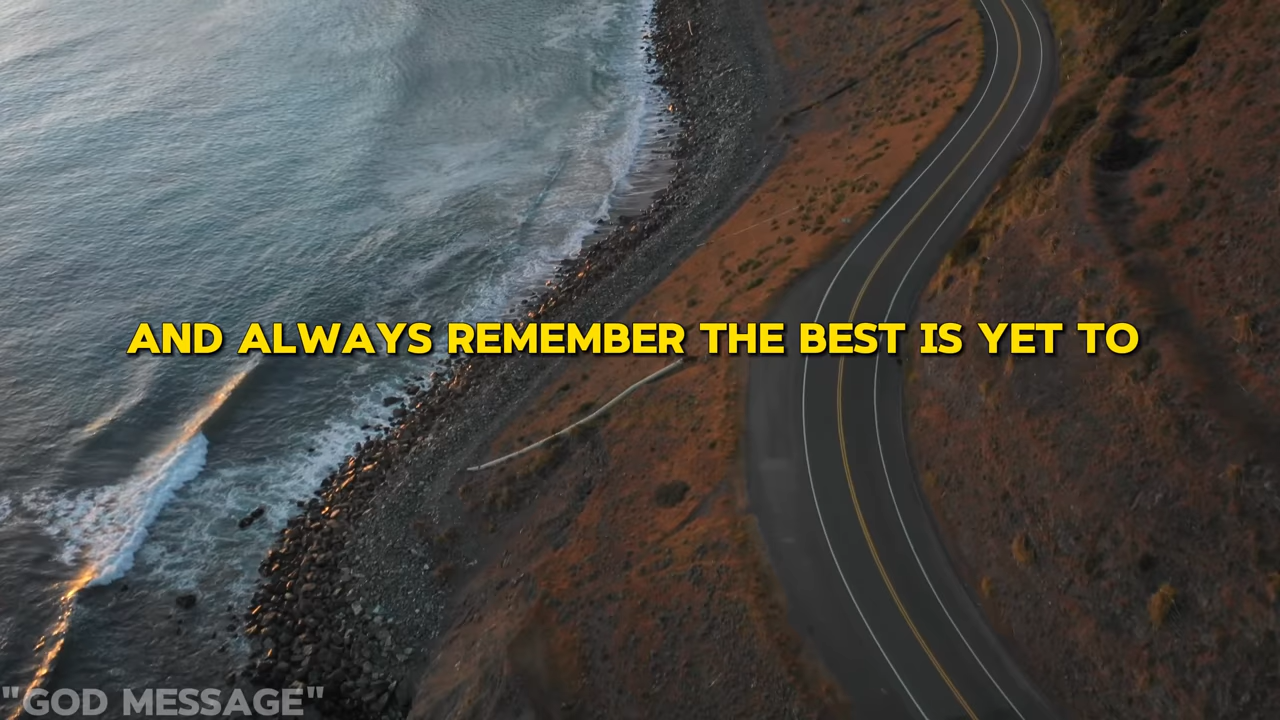 AND ALWAYS REMEMBER THE BEST IS YET TO
"GOD MESSAGE"